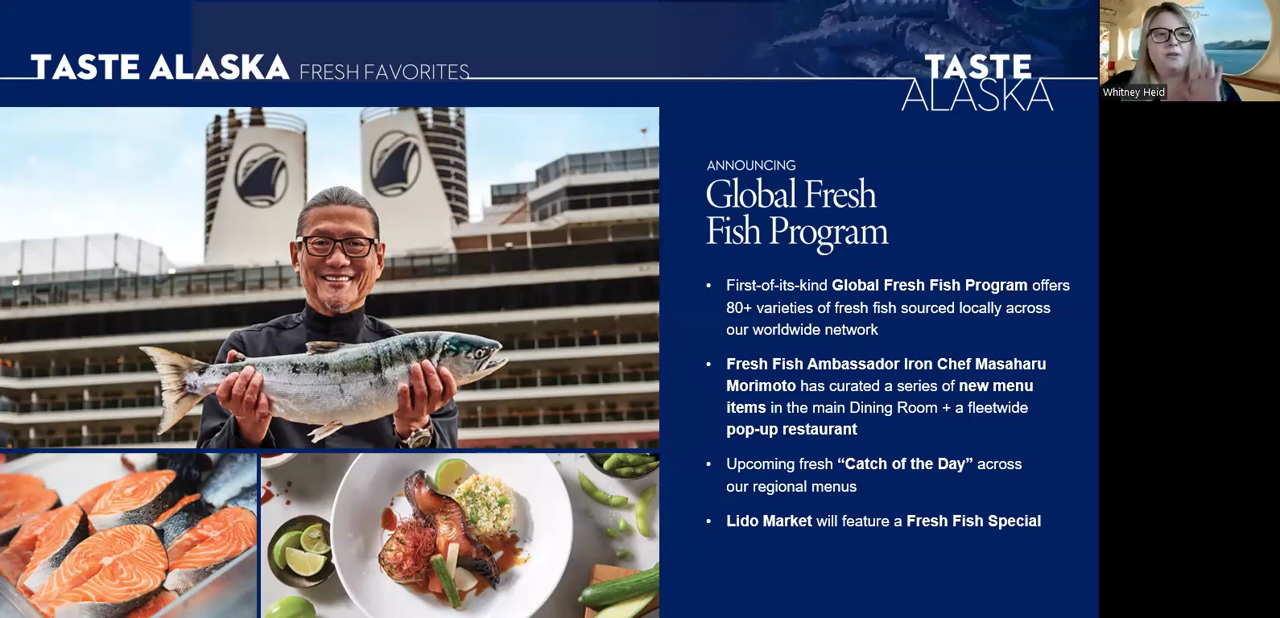 TASTE ALASKA FRESH FAVORITES
TASTE
ALASKA
Whitney Heid
ANNOUNCING
Global Fresh
Fish Program
• First-of-its-kind Global Fresh Fish Program offers
80+ varieties of fresh fish sourced locally across
our worldwide network
• Fresh Fish Ambassador Iron Chef Masaharu
Morimoto has curated a series of new menu
items in the main Dining Room + a fleetwide
pop-up restaurant
• Upcoming fresh “Catch of the Day” across
our regional menus
• Lido Market will feature a Fresh Fish Special